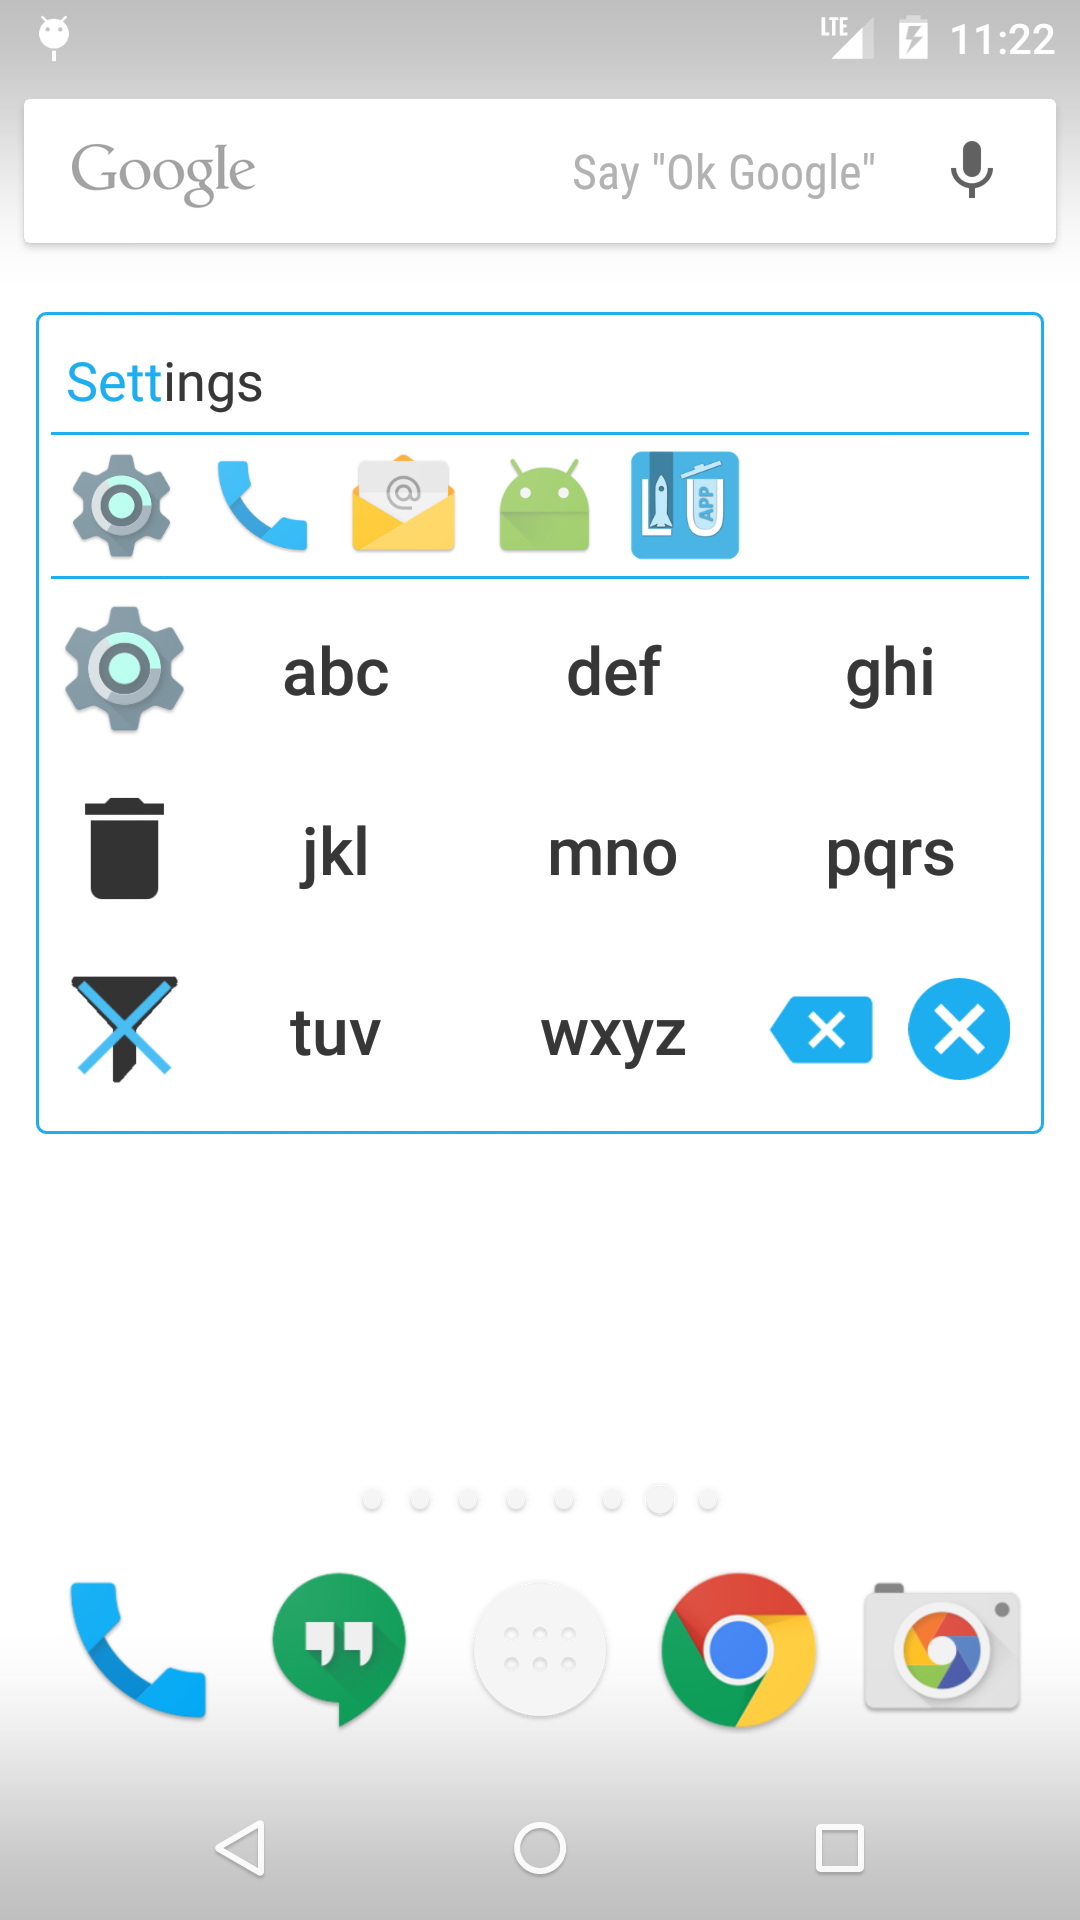 LTE 11:22
Google Say "Ok Google"
Settings
@ L U APP
abc def ghi
jkl mno pqrs
tuv wxyz